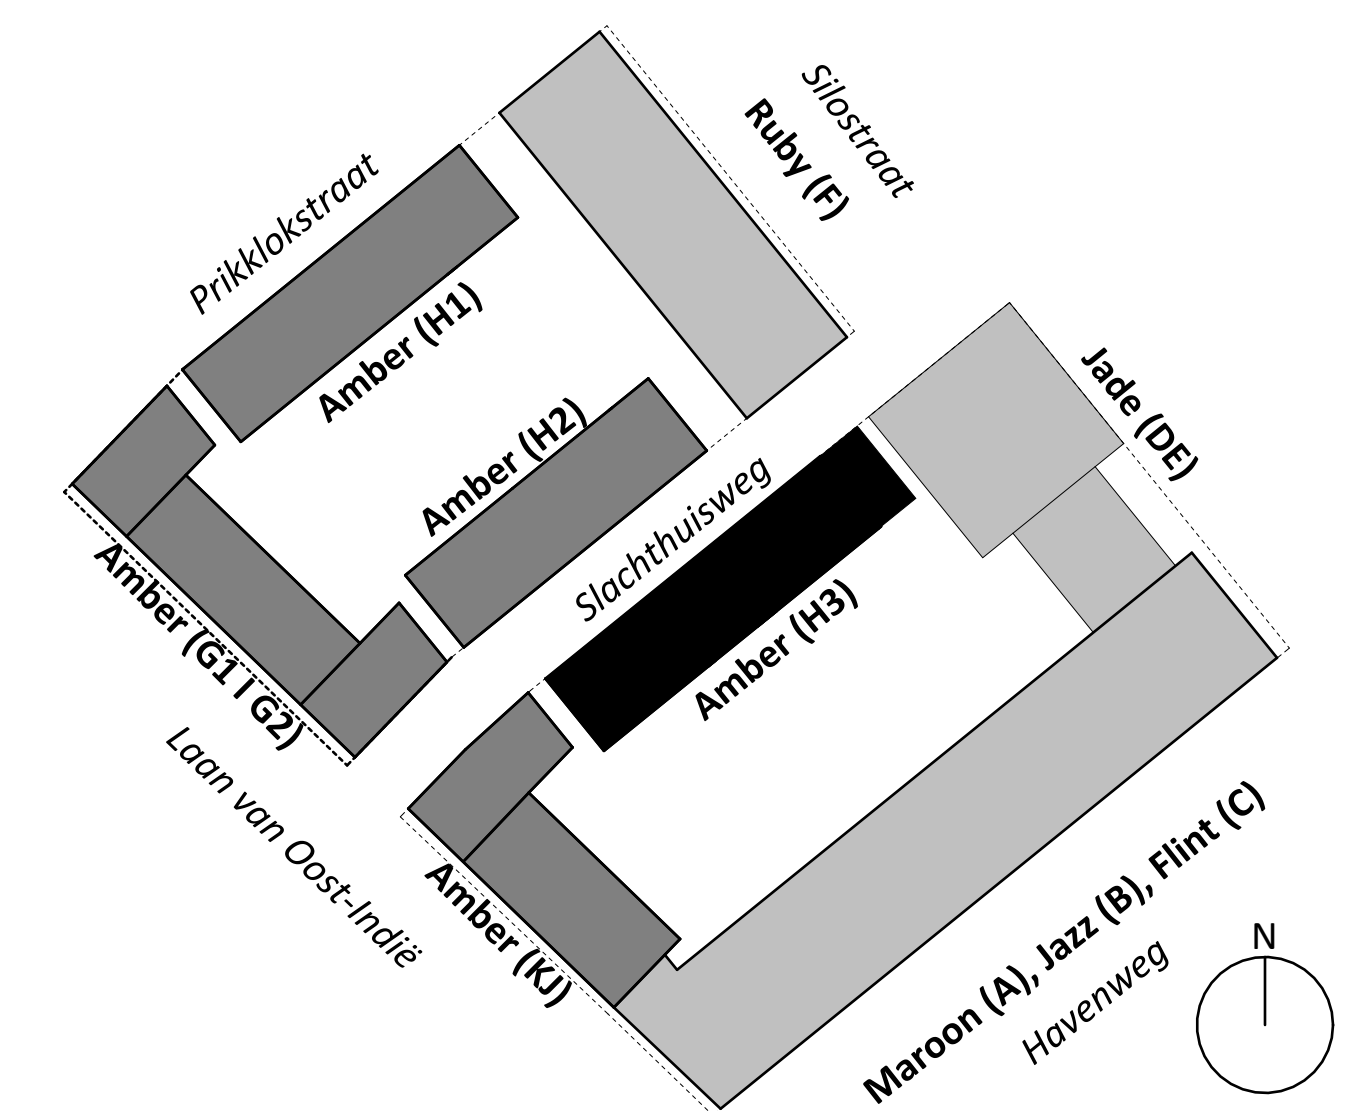 Silostraat
Ruby (F)
Prikklokstraat
Amber (H1)
Amber (H2)
Jade (DE)
Slachthuisweg
Amber (H3)
Amber (G1 I G2)
Laan van Oost-Indië
Amber (KJ)
Maroon (A), Jazz (B), Flint (C)
Havenweg
N